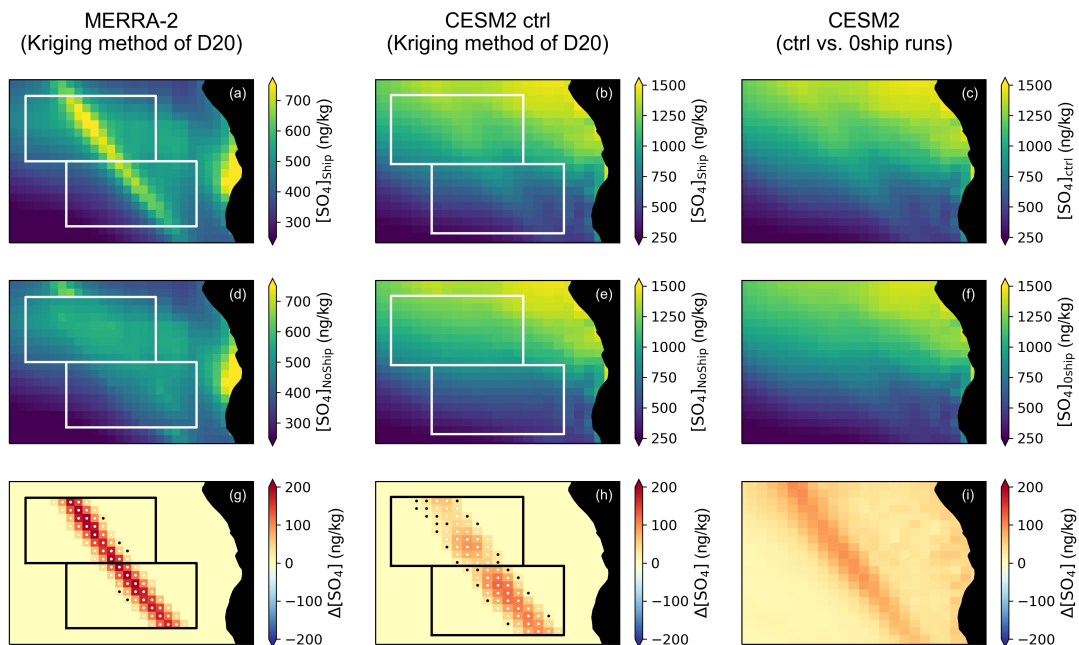 MERRA-2
(Kriging method of D20)
CESM2 ctrl
(Kriging method of D20)
CESM2
(ctrl vs. 0ship runs)
(a)
700
600
500
400
300
[SO₄]Ship (ng/kg)
(b)
1500
1250
1000
750
500
250
[SO₄]Ship (ng/kg)
(c)
1500
1250
1000
750
500
250
[SO₄]ctrl (ng/kg)
(d)
700
600
500
400
300
[SO₄]NoShip (ng/kg)
(e)
1500
1250
1000
750
500
250
[SO₄]NoShip (ng/kg)
(f)
1500
1250
1000
750
500
250
[SO₄]0ship (ng/kg)
(g)
200
100
0
−100
−200
Δ[SO₄] (ng/kg)
(h)
200
100
0
−100
−200
Δ[SO₄] (ng/kg)
(i)
200
100
0
−100
−200
Δ[SO₄] (ng/kg)